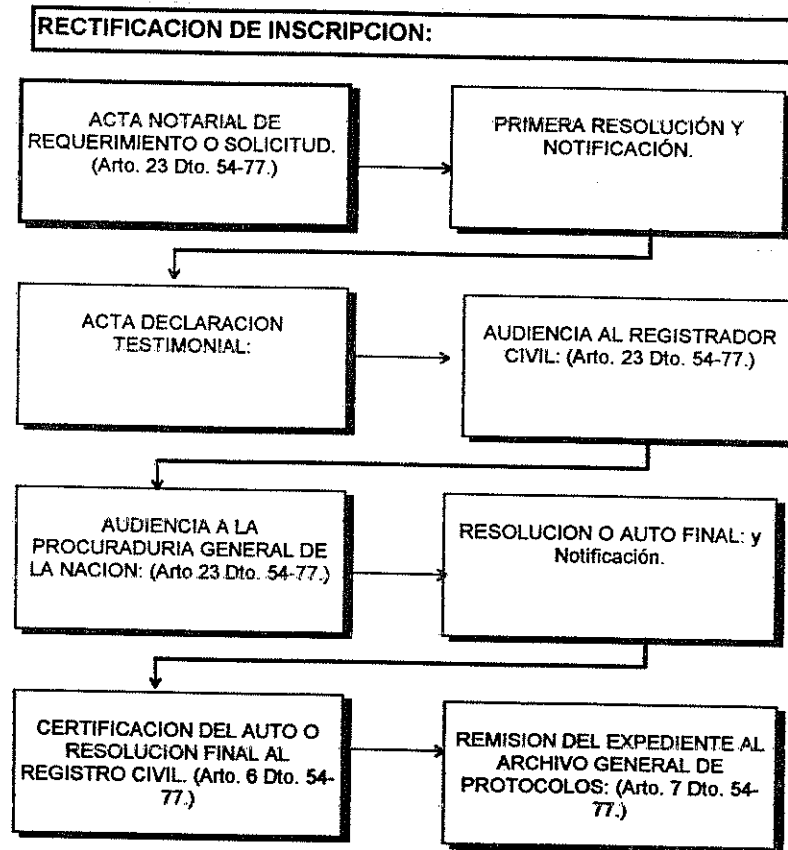 RECTIFICACION DE INSCRIPCION:
ACTA NOTARIAL DE
REQUERIMIENTO O SOLICITUD.
(Arto. 23 Dto. 54-77.)
PRIMERA RESOLUCIÓN Y
NOTIFICACIÓN.
ACTA DECLARACION
TESTIMONIAL:
AUDIENCIA AL REGISTRADOR
CIVIL: (Arto. 23 Dto. 54-77.)
AUDIENCIA A LA
PROCURADURIA GENERAL DE
LA NACION: (Arto 23 Dto. 54-77.)
RESOLUCION O AUTO FINAL: y
Notificación.
CERTIFICACION DEL AUTO O
RESOLUCION FINAL AL
REGISTRO CIVIL. (Arto. 6 Dto. 54-
77.)
REMISION DEL EXPEDIENTE AL
ARCHIVO GENERAL DE
PROTOCOLOS: (Arto. 7 Dto. 54-
77.)